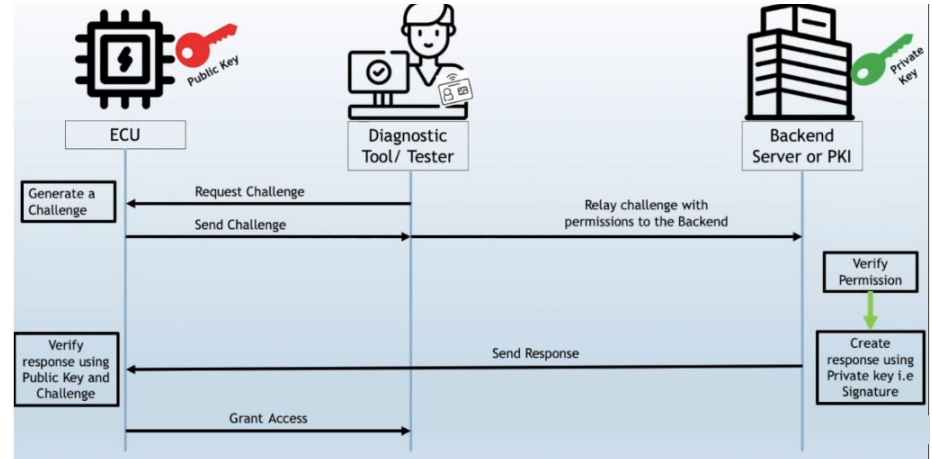 Public Key
Private
Key
ECU
Diagnostic
Tool/ Tester
Backend
Server or PKI
Generate a
Challenge
Request Challenge
Send Challenge
Relay challenge with
permissions to the Backend
Verify
Permission
Verify
response using
Public Key and
Challenge
Send Response
Create
response using
Private key i.e
Signature
Grant Access